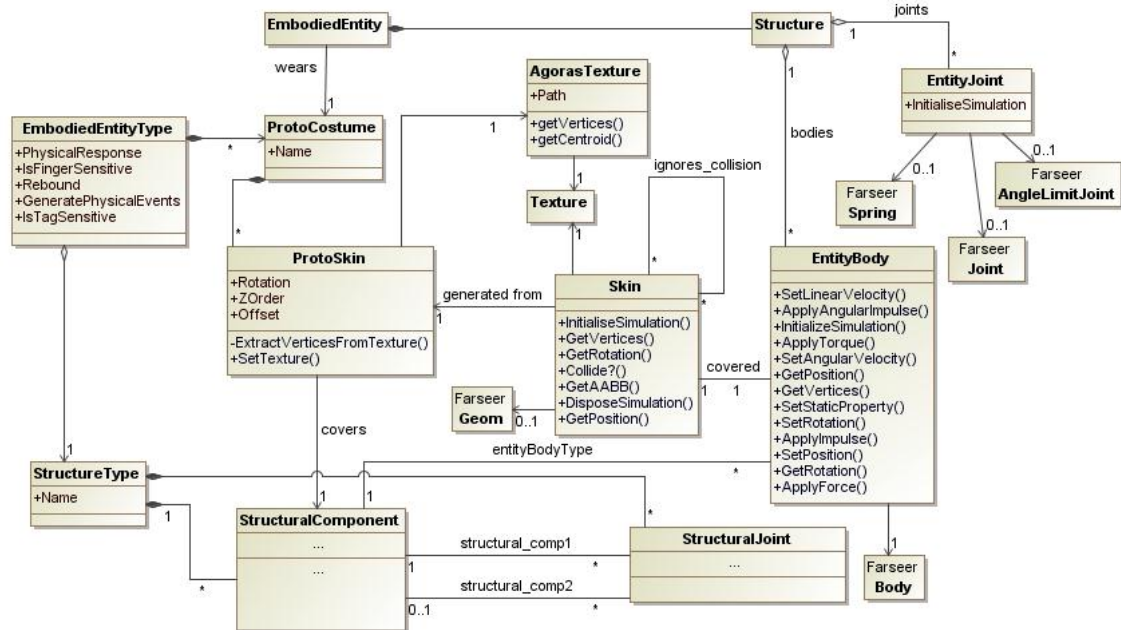 EmbodiedEntity
Structure
joints
1
*
wears
1
1
AgorasTexture
+Path
+getVertices()
+getCentroid()
EntityJoint
+InitialiseSimulation
EmbodiedEntityType
+PhysicalResponse
+IsFingerSensitive
+Rebound
+GeneratePhysicalEvents
+IsTagSensitive
*
ProtoCostume
+Name
1
bodies
ignores_collision
0..1
0..1
0..1
Farseer
Spring
Farseer
AngleLimitJoint
Farseer
Joint
1
Texture
1
*
*
*
*
ProtoSkin
+Rotation
+ZOrder
+Offset
-ExtractVerticesFromTexture()
+SetTexture()
generated from
1
Skin
+InitialiseSimulation()
+GetVertices()
+GetRotation()
+Collide?()
+GetAABB()
+DisposeSimulation()
+GetPosition()
covered
1
1
EntityBody
+SetLinearVelocity()
+ApplyAngularImpulse()
+InitializeSimulation()
+ApplyTorque()
+SetAngularVelocity()
+GetPosition()
+GetVertices()
+SetStaticProperty()
+SetRotation()
+ApplyImpulse()
+SetPosition()
+GetRotation()
+ApplyForce()
Farseer
Geom
0..1
covers
entityBodyType
1
1
*
1
StructureType
+Name
1
*
StructuralComponent
...
...
*
structural_comp1
1
*
structural_comp2
0..1
*
StructuralJoint
...
1
Farseer
Body